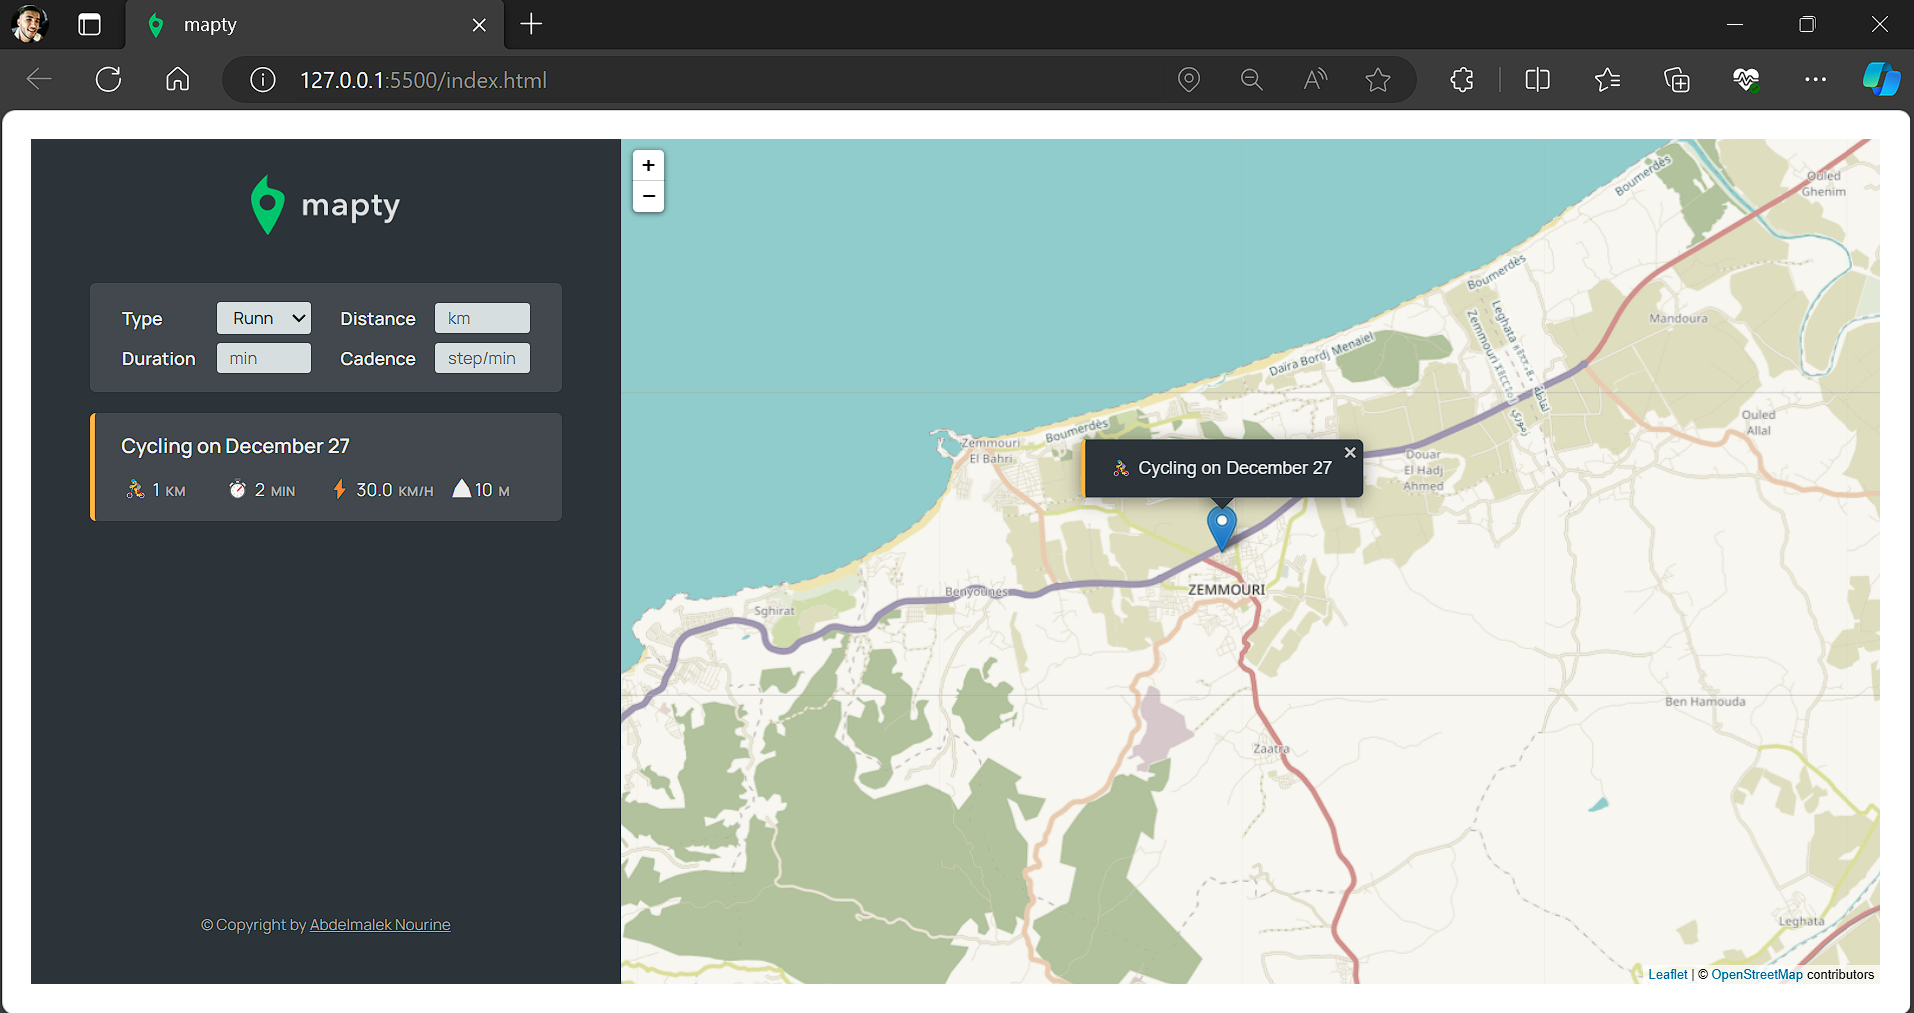 mapty
127.0.0.1:5500/index.html
mapty
Type
Runn
Distance
km
Duration
min
Cadence
step/min
Cycling on December 27
1 KM
2 MIN
30.0 KM/H
10 M
© Copyright by Abdelmalek Nourine
+
−
Boumerdès
Ouled
Ghenim
Boumerdès
Leghata
Zemmouri
Mandoura
Daïra Bordj Menaïel
Ouled
Allal
Boumerdès
Zemmouri
El Bahri
Douar
El Hadj
Ahmed
Cycling on December 27
ZEMMOURI
Benyounes
Sghirat
Ben Hamouda
Zaatra
Leghata
Leaflet | © OpenStreetMap contributors